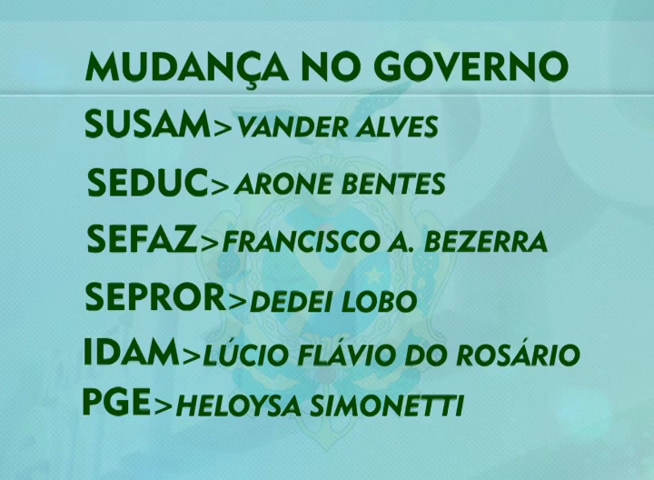 MUDANÇA NO GOVERNO
SUSAM>VANDER ALVES
SEDUC>ARONE BENTES
SEFAZ>FRANCISCO A. BEZERRA
SEPROR>DEDEI LOBO
IDAM>LÚCIO FLÁVIO DO ROSÁRIO
PGE>HELOYSA SIMONETTI